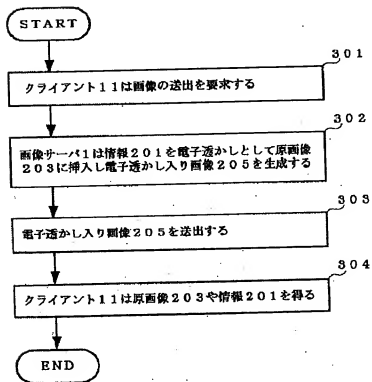 START
301
クライアント11は画像の送出を要求する
302
画像サーバ1は情報201を電子透かしとして原画像
203に挿入し電子透かし入り画像205を生成する
303
電子透かし入り画像205を送出する
304
クライアント11は原画像203や情報201を得る
END